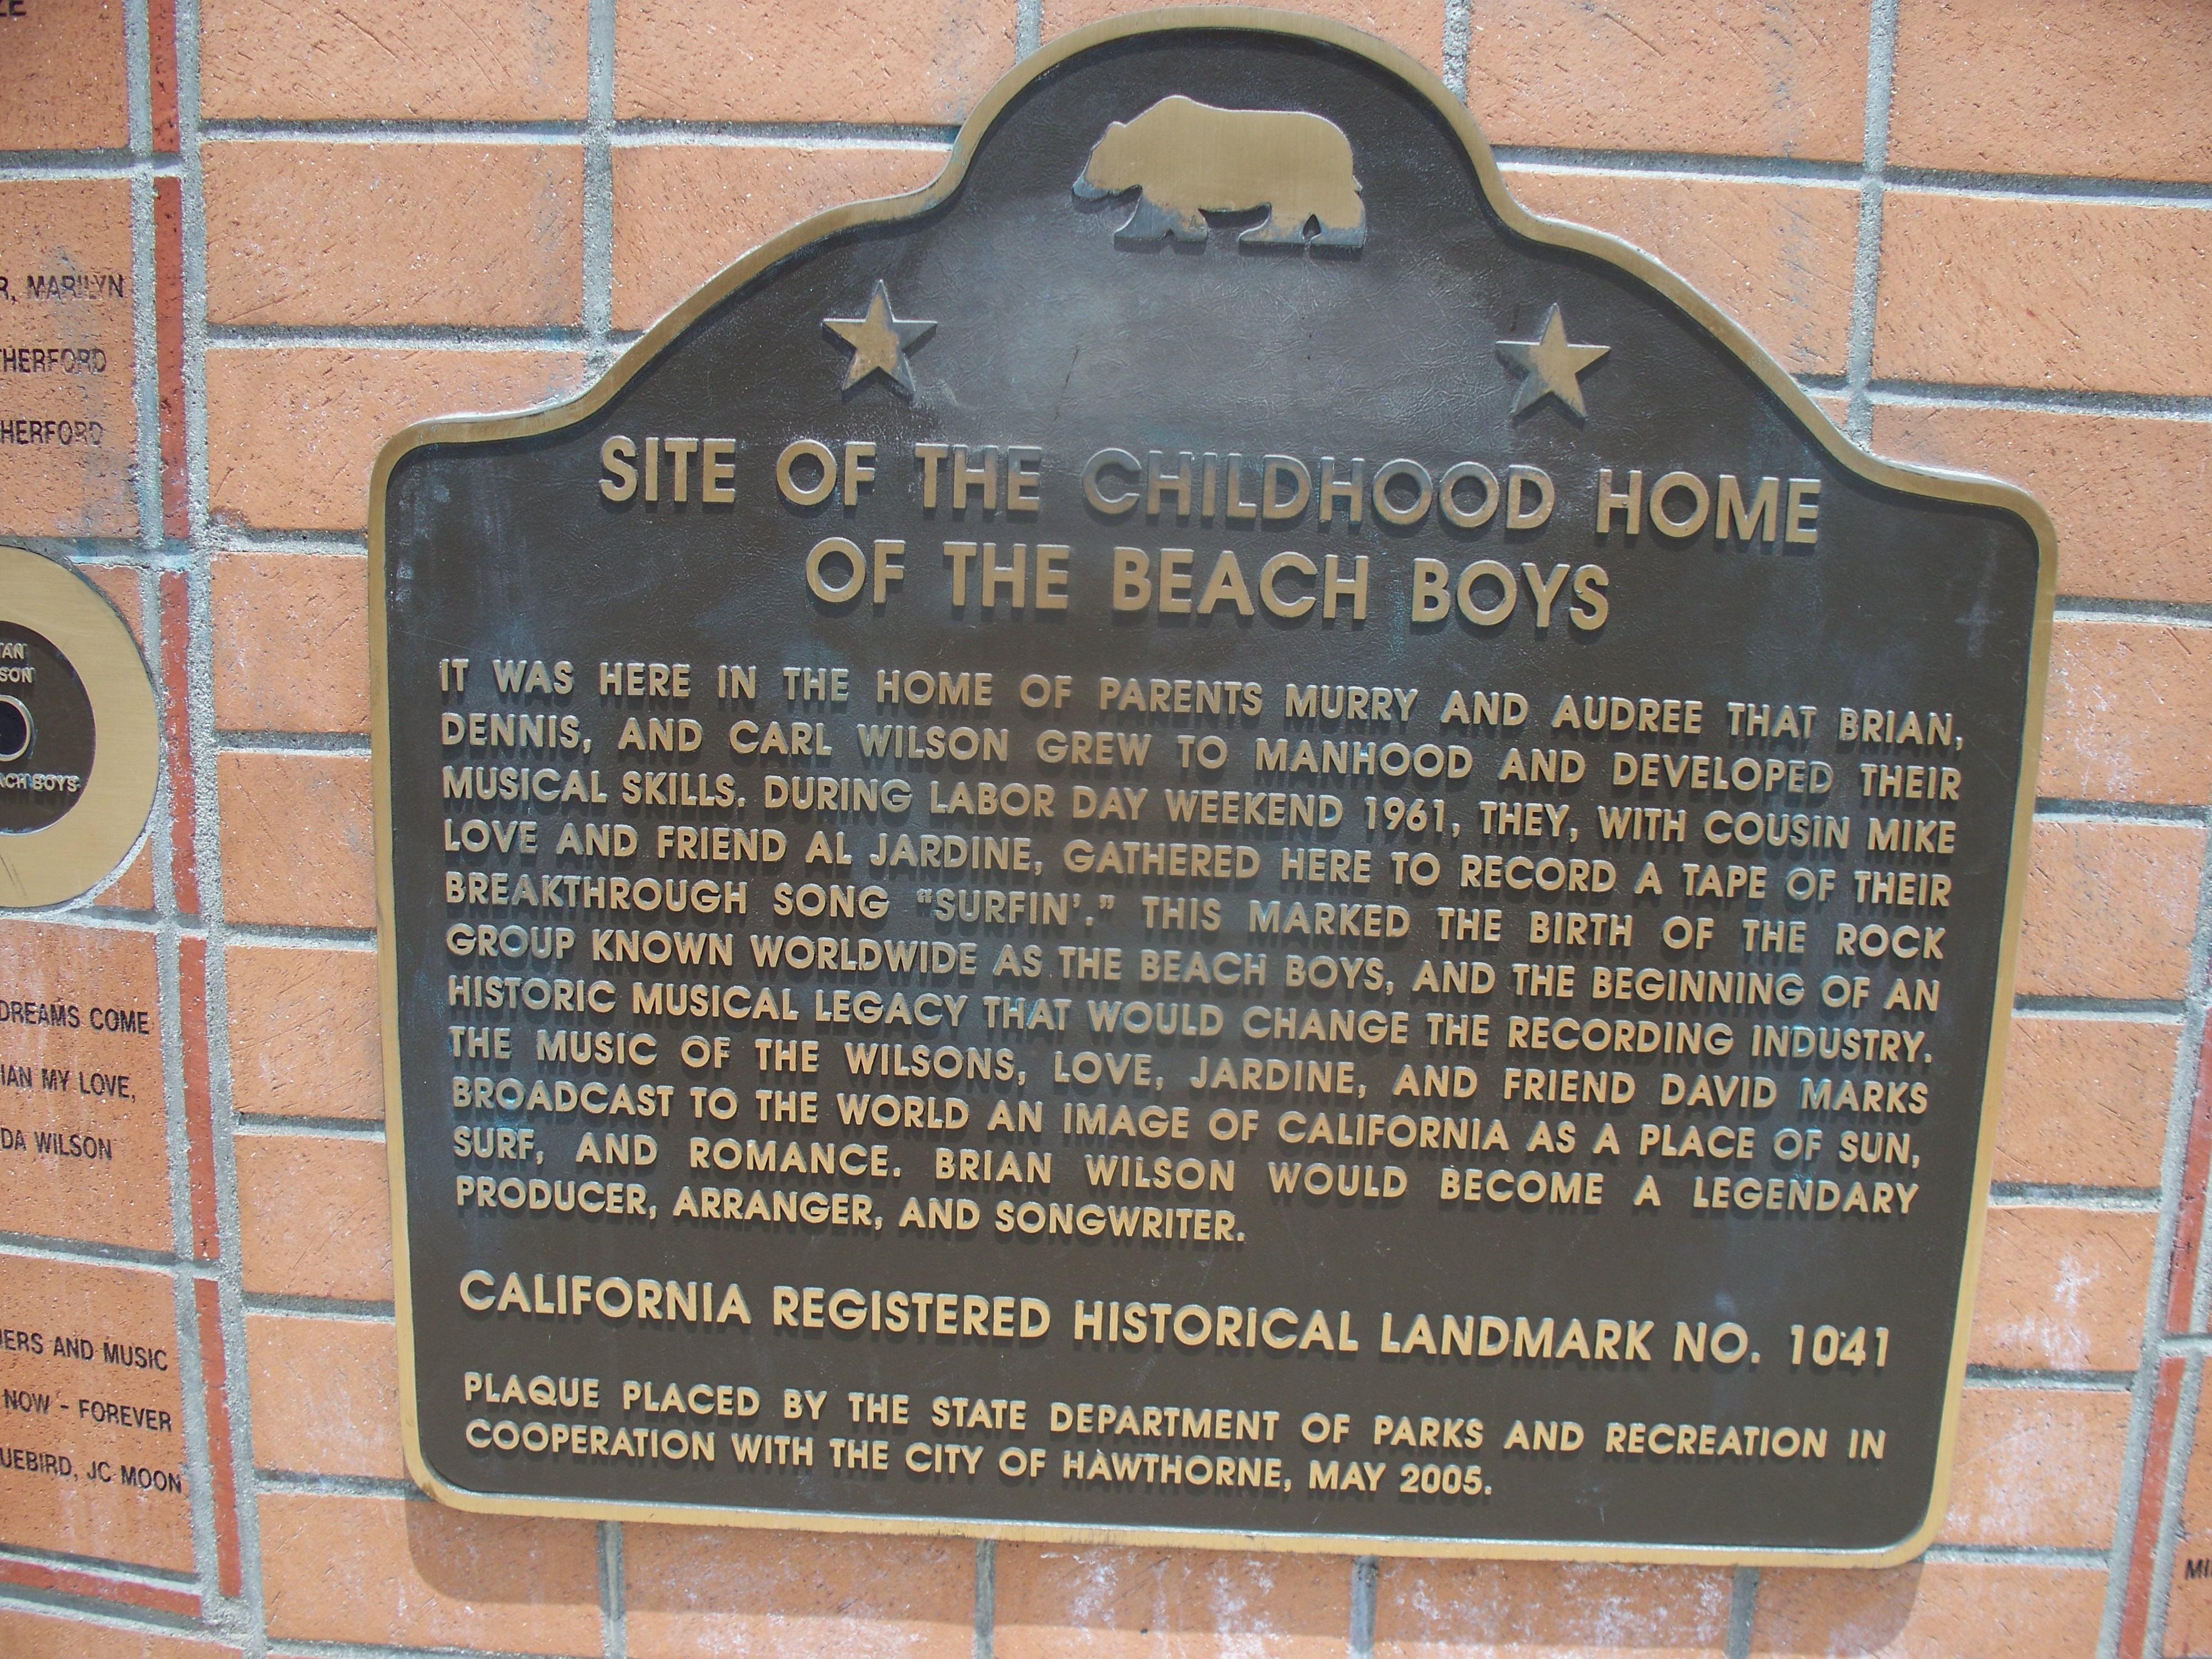 SITE OF THE CHILDHOOD HOME
OF THE BEACH BOYS
IT WAS HERE IN THE HOME OF PARENTS MURRY AND AUDREE THAT BRIAN,
DENNIS, AND CARL WILSON GREW TO MANHOOD AND DEVELOPED THEIR
MUSICAL SKILLS. DURING LABOR DAY WEEKEND 1961, THEY, WITH COUSIN MIKE
LOVE AND FRIEND AL JARDINE, GATHERED HERE TO RECORD A TAPE OF THEIR
BREAKTHROUGH SONG "SURFIN'." THIS MARKED THE BIRTH OF THE ROCK
GROUP KNOWN WORLDWIDE AS THE BEACH BOYS, AND THE BEGINNING OF AN
HISTORIC MUSICAL LEGACY THAT WOULD CHANGE THE RECORDING INDUSTRY.
THE MUSIC OF THE WILSONS, LOVE, JARDINE, AND FRIEND DAVID MARKS
BROADCAST TO THE WORLD AN IMAGE OF CALIFORNIA AS A PLACE OF SUN,
SURF, AND ROMANCE. BRIAN WILSON WOULD BECOME A LEGENDARY
PRODUCER, ARRANGER, AND SONGWRITER.
CALIFORNIA REGISTERED HISTORICAL LANDMARK NO. 1041
PLAQUE PLACED BY THE STATE DEPARTMENT OF PARKS AND RECREATION IN
COOPERATION WITH THE CITY OF HAWTHORNE, MAY 2005.
MARILYN
BOYS
DREAMS COME
MY LOVE,
WILSON
AND MUSIC
NOW - FOREVER
JC MOON